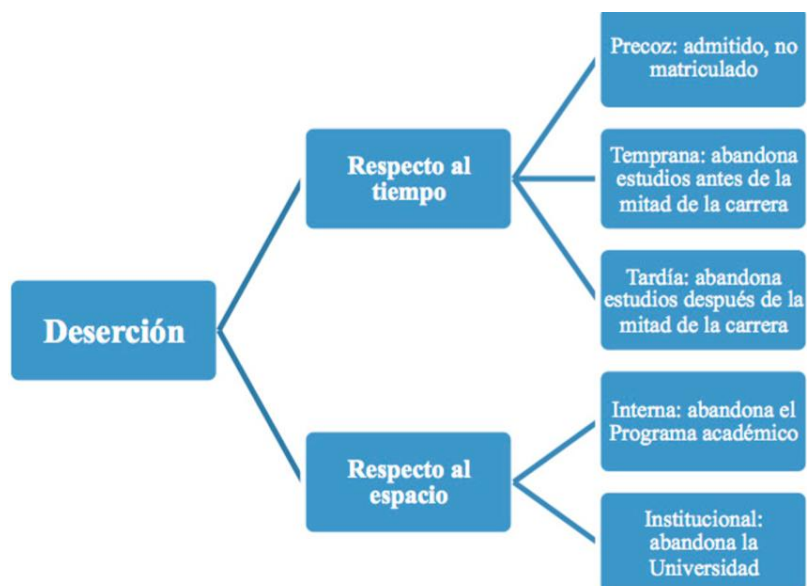 Deserción
Respecto al
tiempo
Precoz: admitido, no
matriculado
Temprana: abandona
estudios antes de la
mitad de la carrera
Tardía: abandona
estudios después de la
mitad de la carrera
Respecto al
espacio
Interna: abandona el
Programa académico
Institucional:
abandona la
Universidad